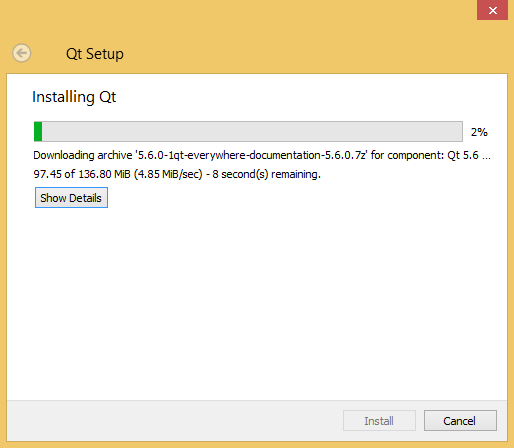 Qt Setup
Installing Qt
2%
Downloading archive '5.6.0-1qt-everywhere-documentation-5.6.0.7z' for component: Qt 5.6 ...
97.45 of 136.80 MiB (4.85 MiB/sec) - 8 second(s) remaining.
Show Details
Install
Cancel